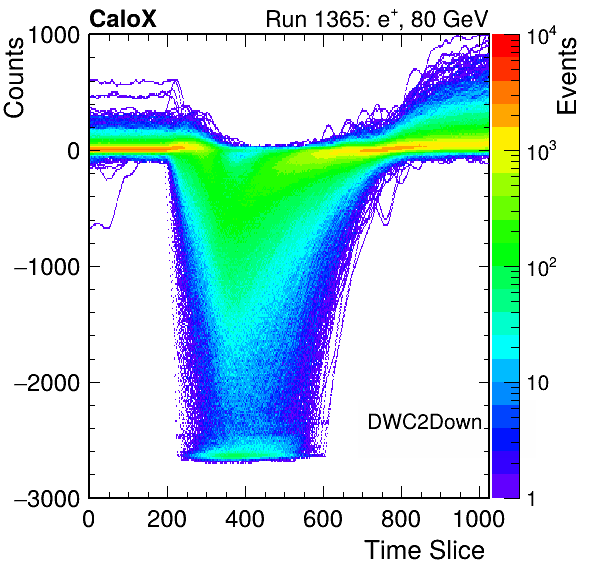 CaloX Run 1365: e⁺, 80 GeV
Counts
Events
1000
0
−1000
−2000
−3000
10⁴
10³
10²
10
1
DWC2Down
0 200 400 600 800 1000
Time Slice